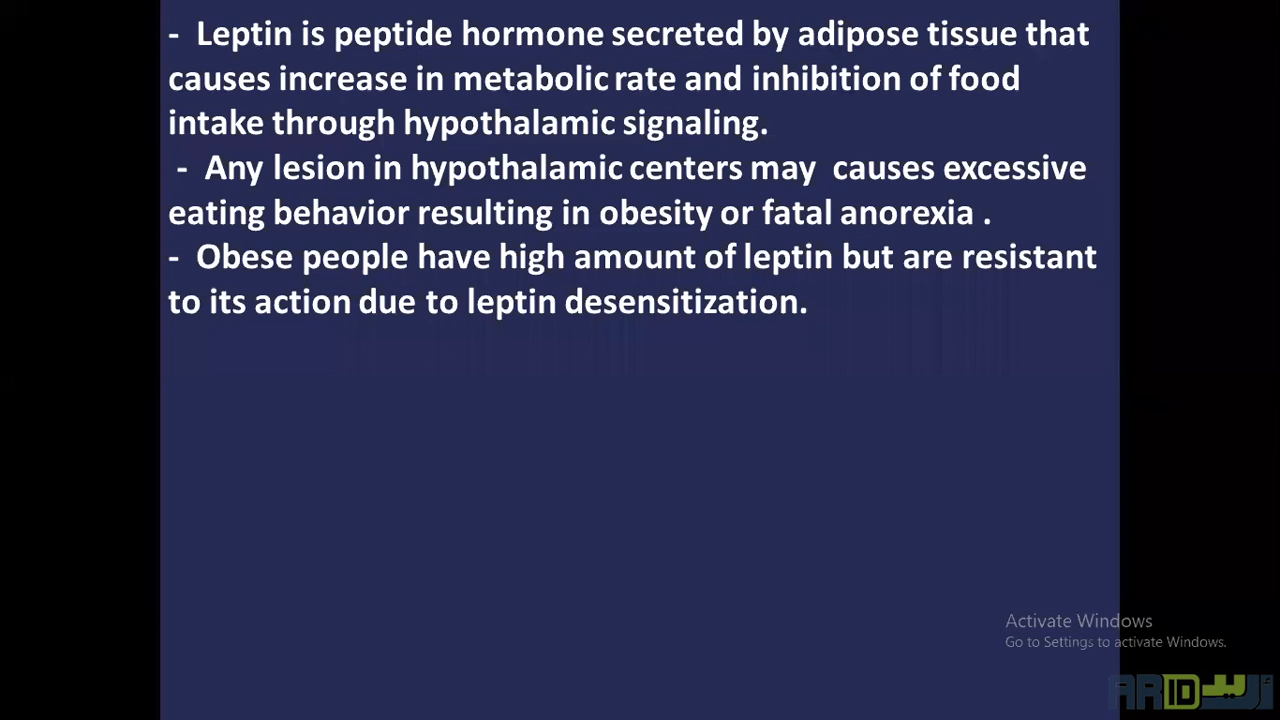 - Leptin is peptide hormone secreted by adipose tissue that
causes increase in metabolic rate and inhibition of food
intake through hypothalamic signaling.
- Any lesion in hypothalamic centers may causes excessive
eating behavior resulting in obesity or fatal anorexia .
- Obese people have high amount of leptin but are resistant
to its action due to leptin desensitization.
Activate Windows
Go to Settings to activate Windows.
ARID أريد